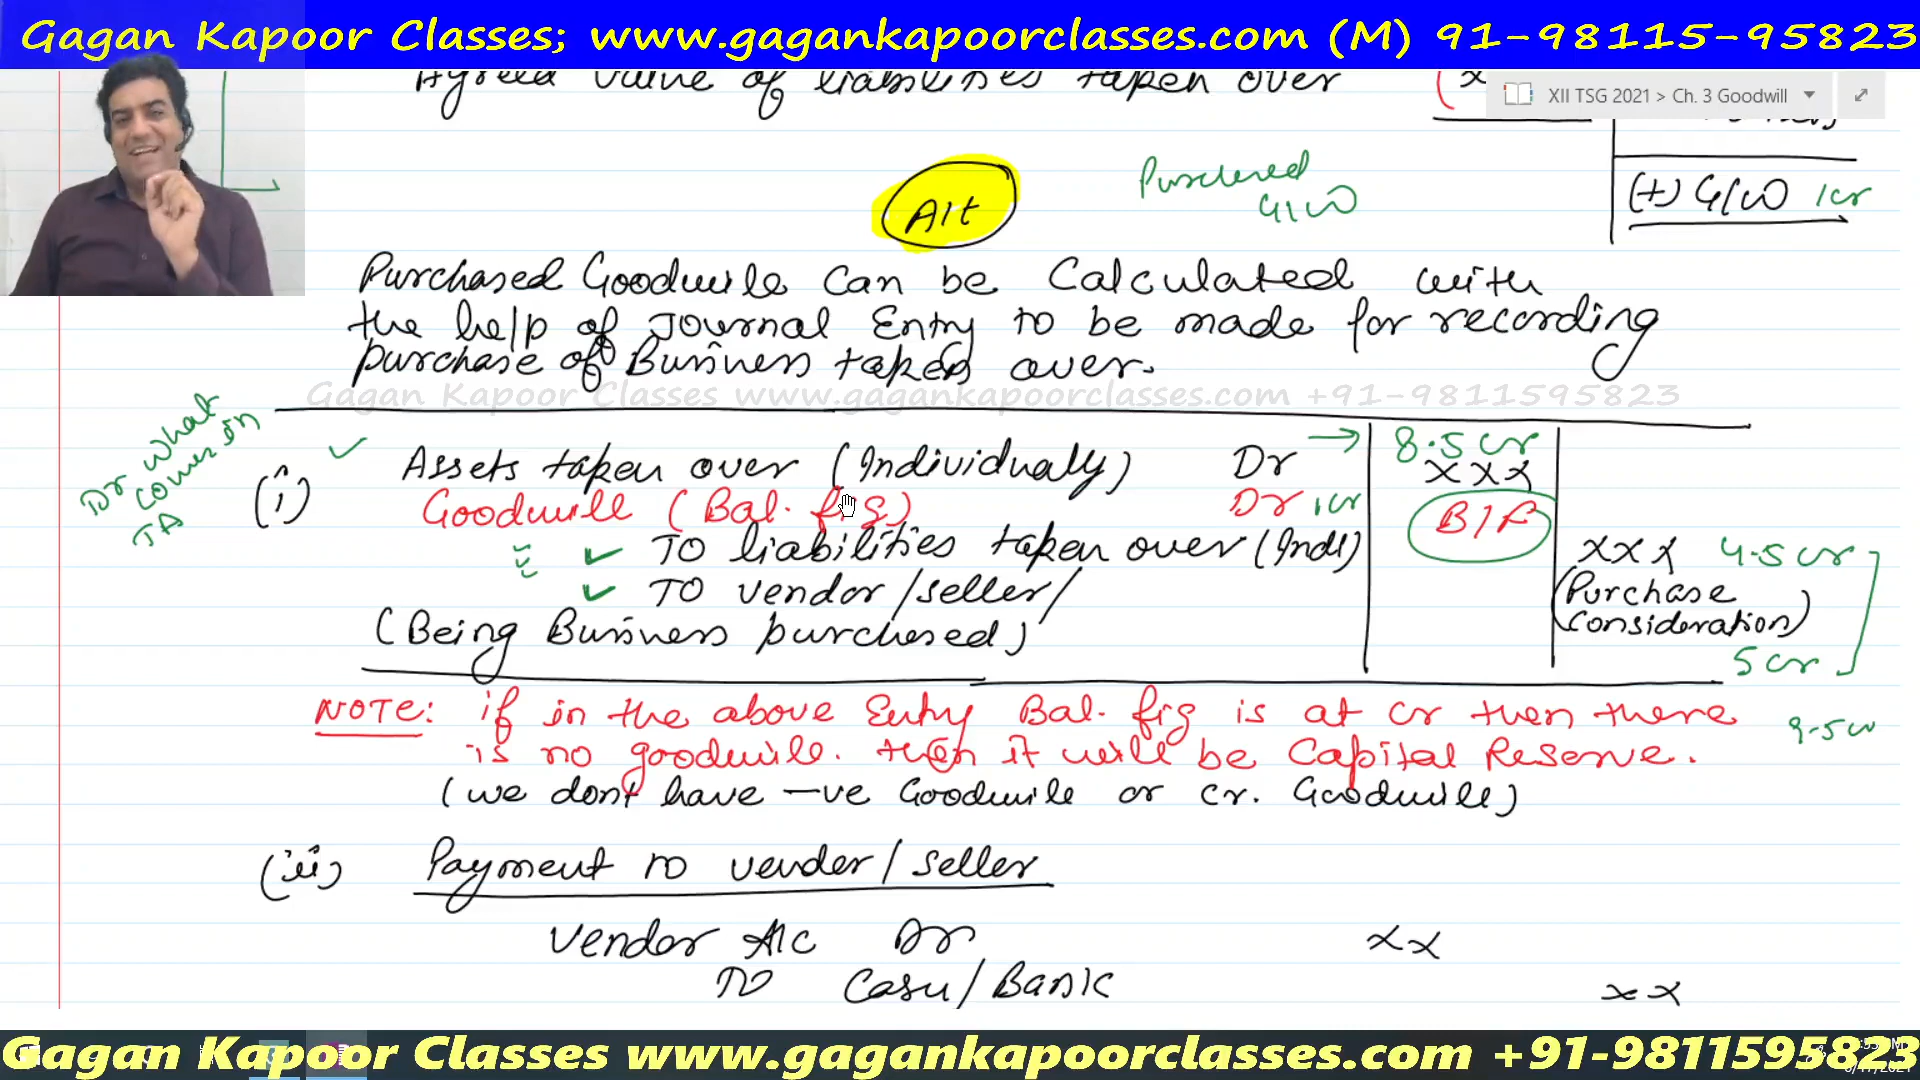 Gagan Kapoor Classes; www.gagankapoorclasses.com (M) 91-98115-95823
Agreed value of liabilities taken over
XII TSG 2021 > Ch. 3 Goodwill
Alt
Purchased
G/W
(+) G/W 1cr
Purchased Goodwill can be Calculated with
the help of Journal Entry to be made for recording
purchase of Business taken over.
Gagan Kapoor Classes www.gagankapoorclasses.com +91-9811595823
Dr what
comes in
TA
(i) Assets taken over (Individualy) Dr → 8.5 cr
xxx
Goodwill (Bal. fig) Dr 1cr B/F
To liabilities taken over (Indl) xxx 4.5 cr
To vendor/seller/ (Purchase
consideration)
(Being Business purchased) 5 cr
NOTE: if in the above Entry Bal. fig is at cr then there
9.5 cr
is no goodwill. then it will be Capital Reserve.
(we dont have -ve Goodwill or cr. Goodwill)
(ii) Payment to vendor/seller
Vendor A/c Dr xx
To Cash/Bank xx
Gagan Kapoor Classes www.gagankapoorclasses.com +91-9811595823